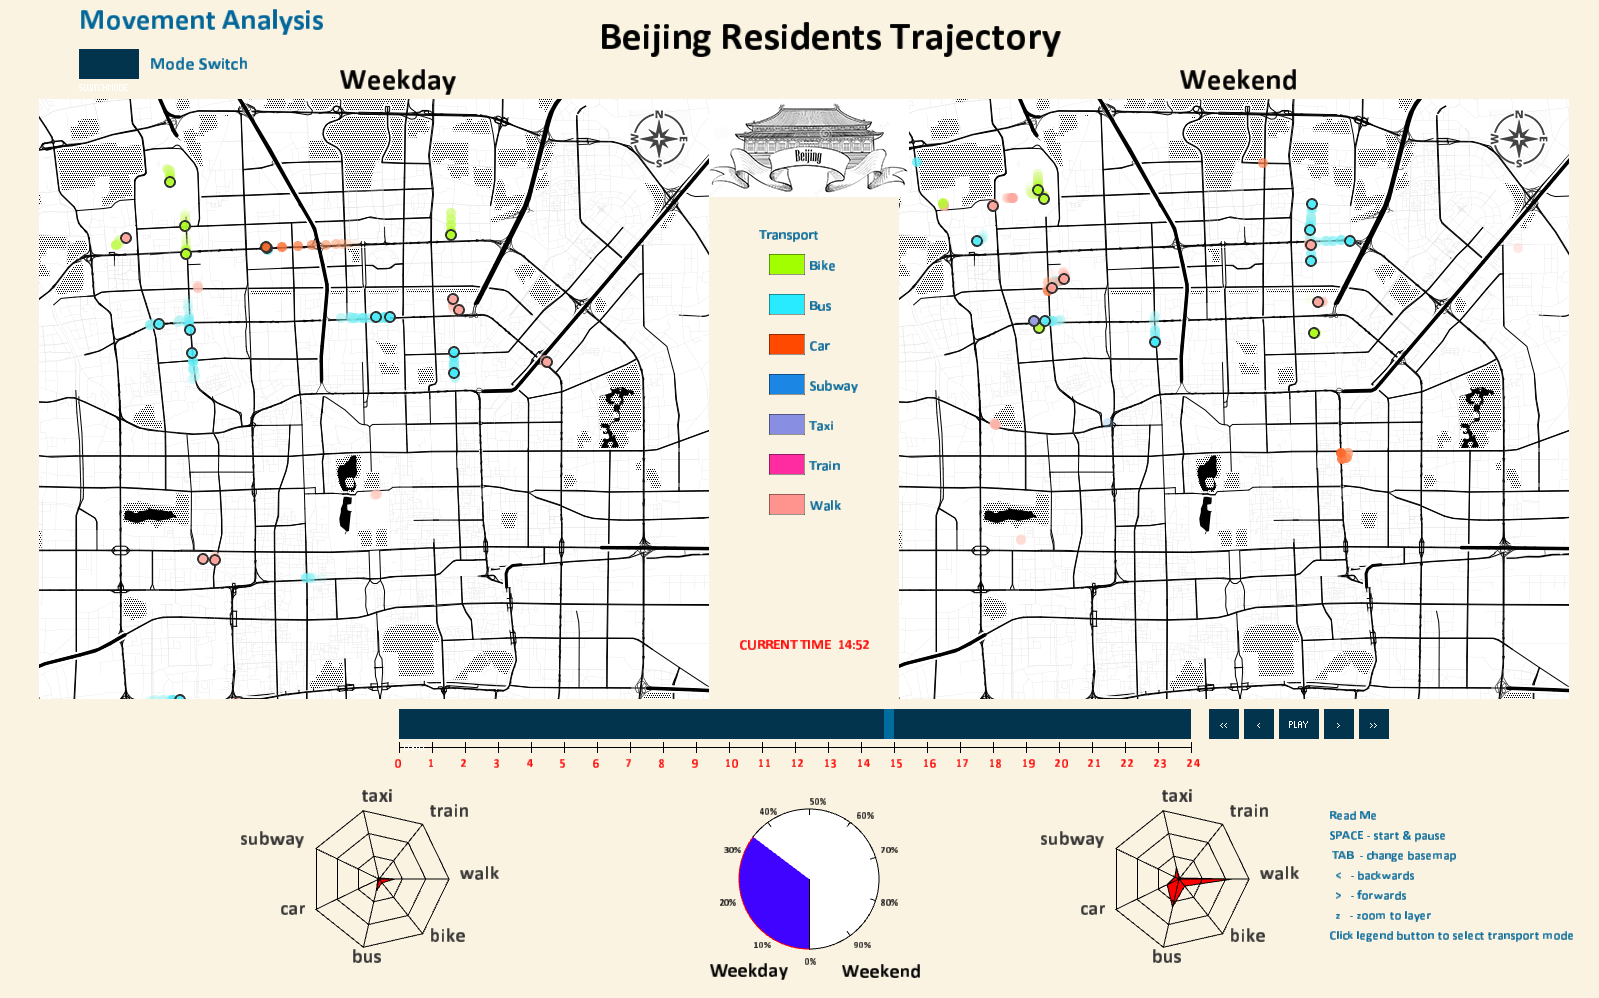 Movement Analysis
Beijing Residents Trajectory
Mode Switch
Weekday
Weekend
N
E
S
W
Beijing
N
E
S
W
Transport
Bike
Bus
Car
Subway
Taxi
Train
Walk
CURRENT TIME 14:52
<< < PLAY > >>
0 1 2 3 4 5 6 7 8 9 10 11 12 13 14 15 16 17 18 19 20 21 22 23 24
taxi
train
subway
walk
car
bike
bus
50%
40% 60%
30% 70%
20% 80%
10% 90%
0%
Weekday Weekend
taxi
train
subway
walk
car
bike
bus
Read Me
SPACE - start & pause
TAB - change basemap
< - backwards
> - forwards
z - zoom to layer
Click legend button to select transport mode